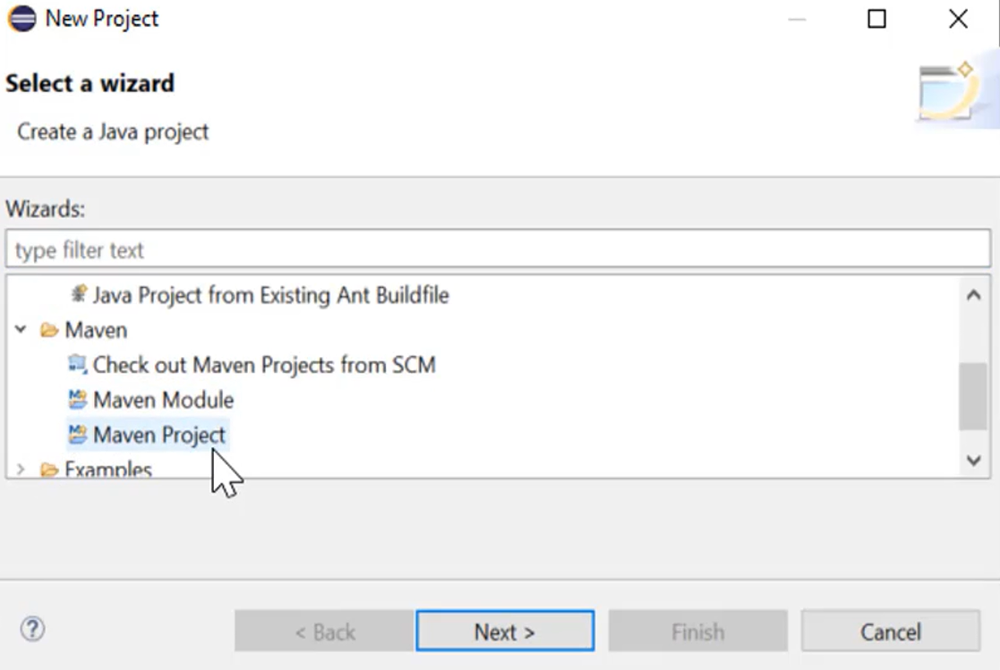 New Project
Select a wizard
Create a Java project
Wizards:
type filter text
Java Project from Existing Ant Buildfile
Maven
Check out Maven Projects from SCM
Maven Module
Maven Project
Examples
? < Back Next > Finish Cancel